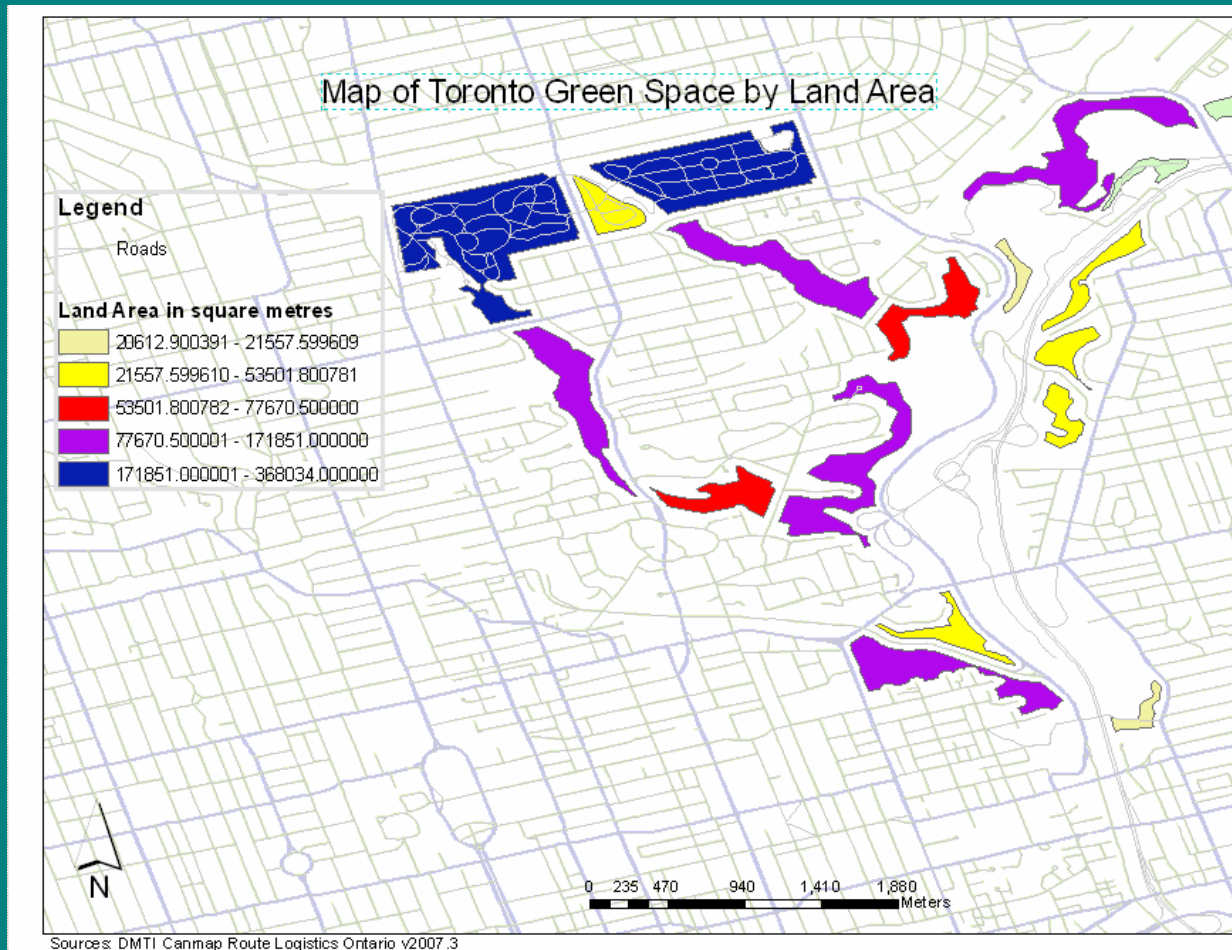 Map of Toronto Green Space by Land Area
Legend
Roads
Land Area in square metres
20612.900391 - 21557.599609
21557.599610 - 53501.800781
53501.800782 - 77670.500000
77670.500001 - 171851.000000
171851.000001 - 368034.000000
N
0 235 470 940 1,410 1,880
Meters
Sources: DMTI Canmap Route Logistics Ontario v2007.3